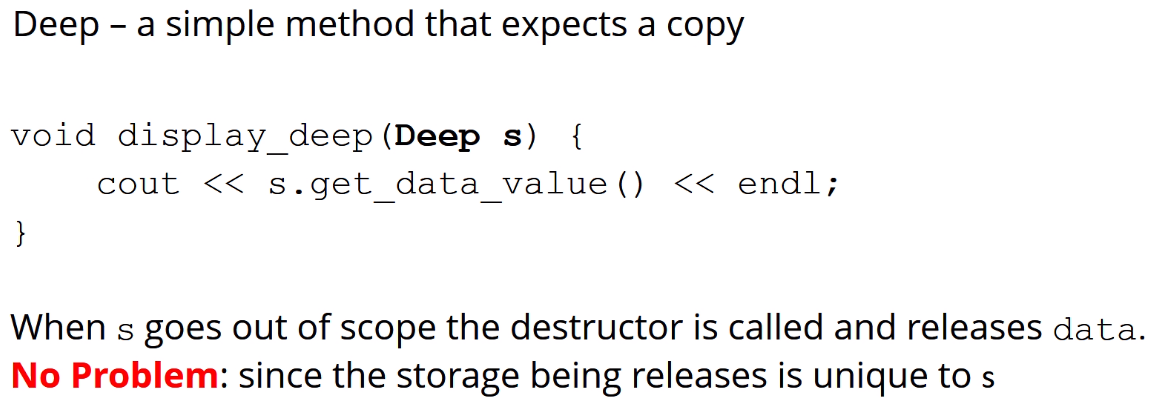 Deep – a simple method that expects a copy
void display_deep(Deep s) {
    cout << s.get_data_value() << endl;
}
When s goes out of scope the destructor is called and releases data.
No Problem: since the storage being releases is unique to s